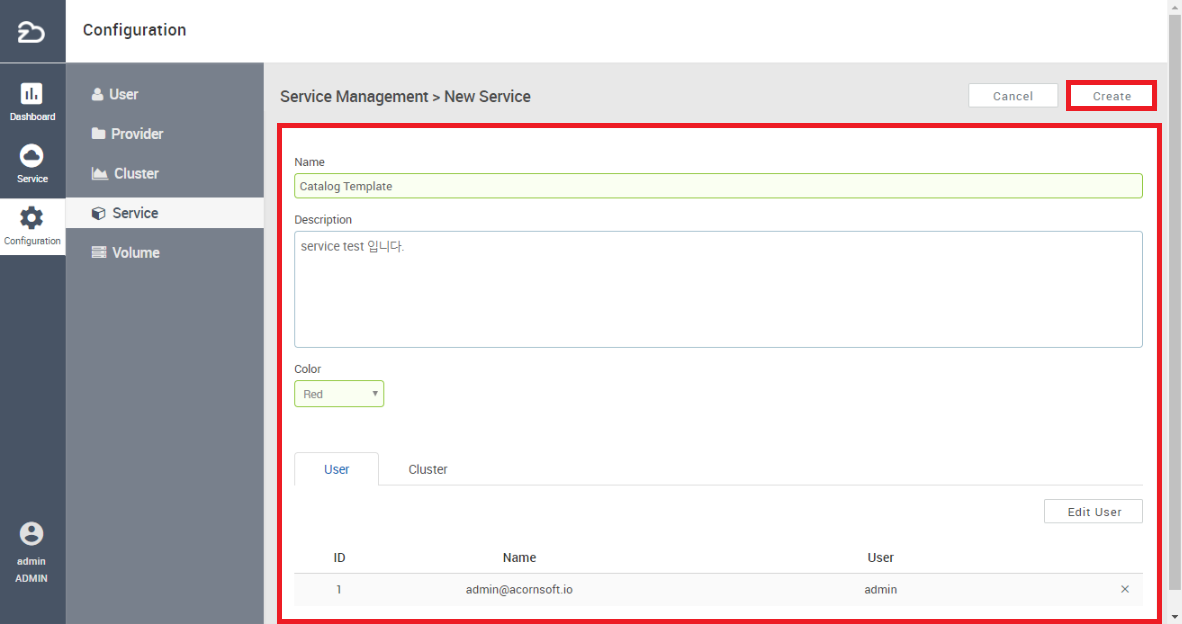 Configuration
Dashboard
Service
Configuration
admin
ADMIN
User
Provider
Cluster
Service
Volume
Service Management > New Service
Cancel
Create
Name
Catalog Template
Description
service test 입니다.
Color
Red
User Cluster
Edit User
ID Name User
1 admin@acornsoft.io admin ×